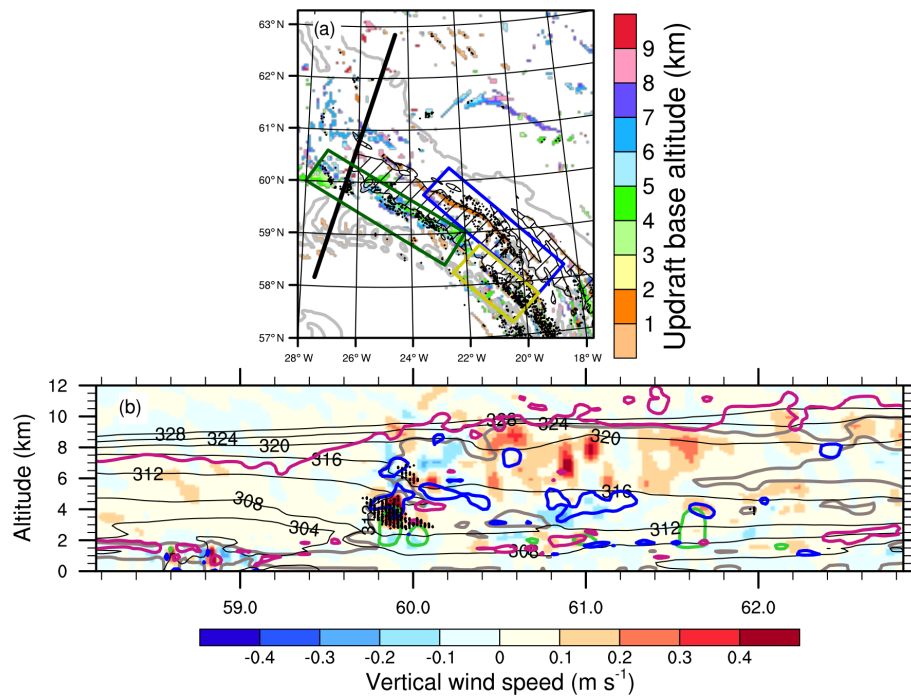 (a)
63° N
62° N
61° N
60° N
59° N
58° N
57° N
28° W 26° W 24° W 22° W 20° W 18° W
9
8
7
6
5
4
3
2
1
Updraft base altitude (km)
(b)
12
10
8
6
4
2
0
Altitude (km)
328 324 320 316 312 308 304
328 324 320 316 312 308
59.0 60.0 61.0 62.0
-0.4 -0.3 -0.2 -0.1 0 0.1 0.2 0.3 0.4
Vertical wind speed (m s⁻¹)